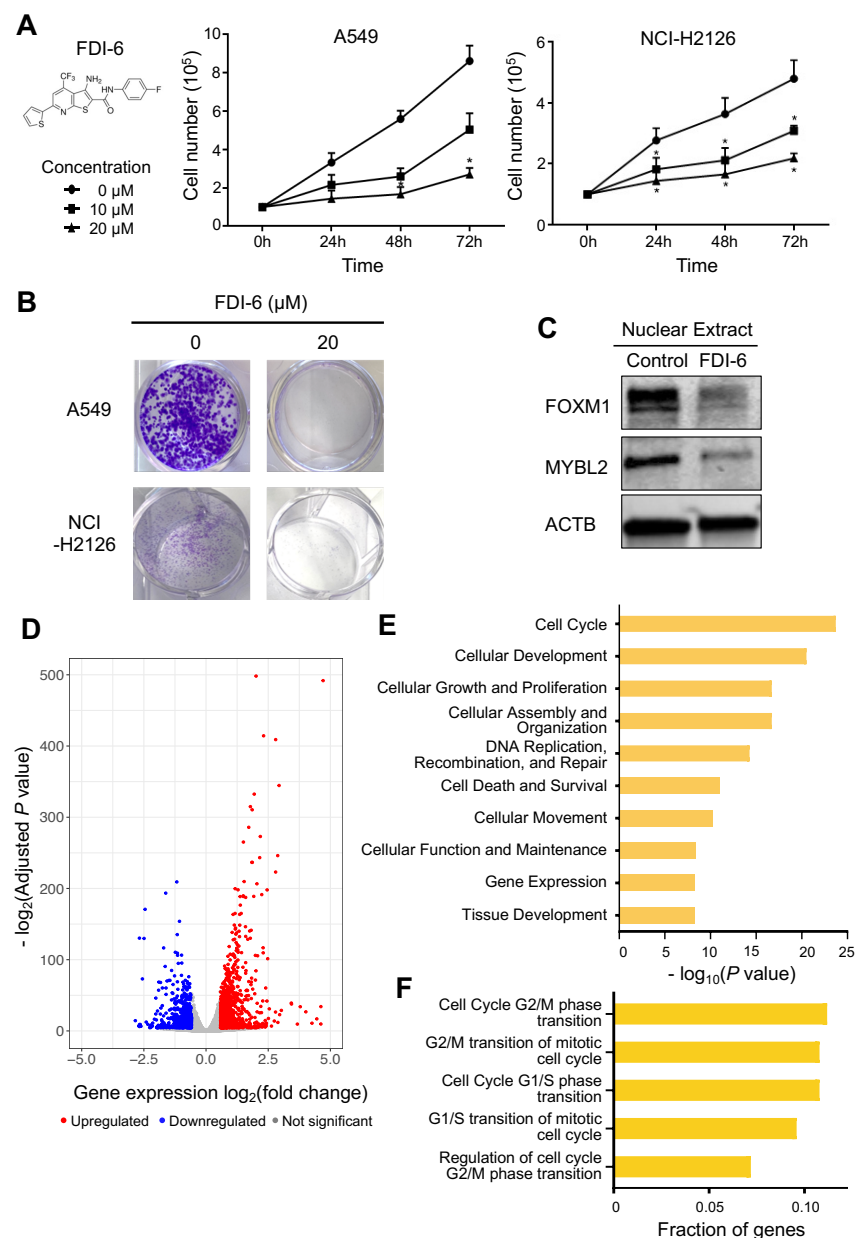 A
FDI-6
CF3
NH2
HN
F
N
S
O
S
Concentration
0 µM
10 µM
20 µM
A549
Cell number (10^5)
10
8
6
4
2
0
0h
24h
48h
72h
Time
*
*
NCI-H2126
Cell number (10^5)
6
4
2
0
0h
24h
48h
72h
Time
*
*
*
*
*
*
B
FDI-6 (µM)
0
20
A549
NCI
-H2126
C
Nuclear Extract
Control FDI-6
FOXM1
MYBL2
ACTB
D
- log2(Adjusted P value)
500
400
300
200
100
0
−5.0
−2.5
0.0
2.5
5.0
Gene expression log2(fold change)
Upregulated
Downregulated
Not significant
E
Cell Cycle
Cellular Development
Cellular Growth and Proliferation
Cellular Assembly and
Organization
DNA Replication,
Recombination, and Repair
Cell Death and Survival
Cellular Movement
Cellular Function and Maintenance
Gene Expression
Tissue Development
0
5
10
15
20
25
- log10(P value)
F
Cell Cycle G2/M phase
transition
G2/M transition of mitotic
cell cycle
Cell Cycle G1/S phase
transition
G1/S transition of mitotic
cell cycle
Regulation of cell cycle
G2/M phase transition
0
0.05
0.10
Fraction of genes